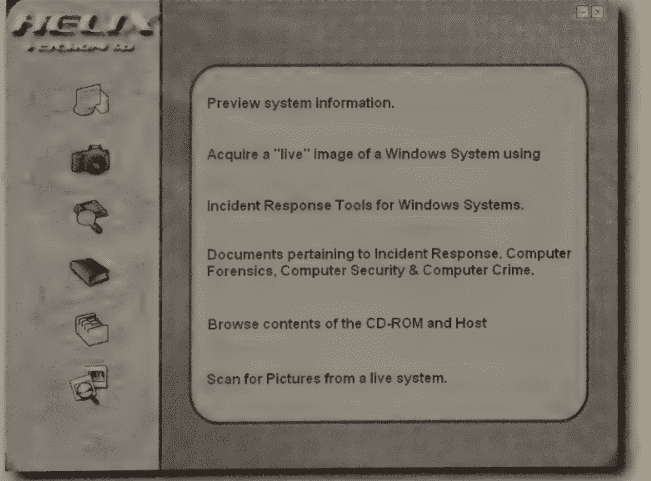 HELIX
Preview system information.
Acquire a "live" image of a Windows System using
Incident Response Tools for Windows Systems.
Documents pertaining to Incident Response, Computer
Forensics, Computer Security & Computer Crime.
Browse contents of the CD-ROM and Host
Scan for Pictures from a live system.